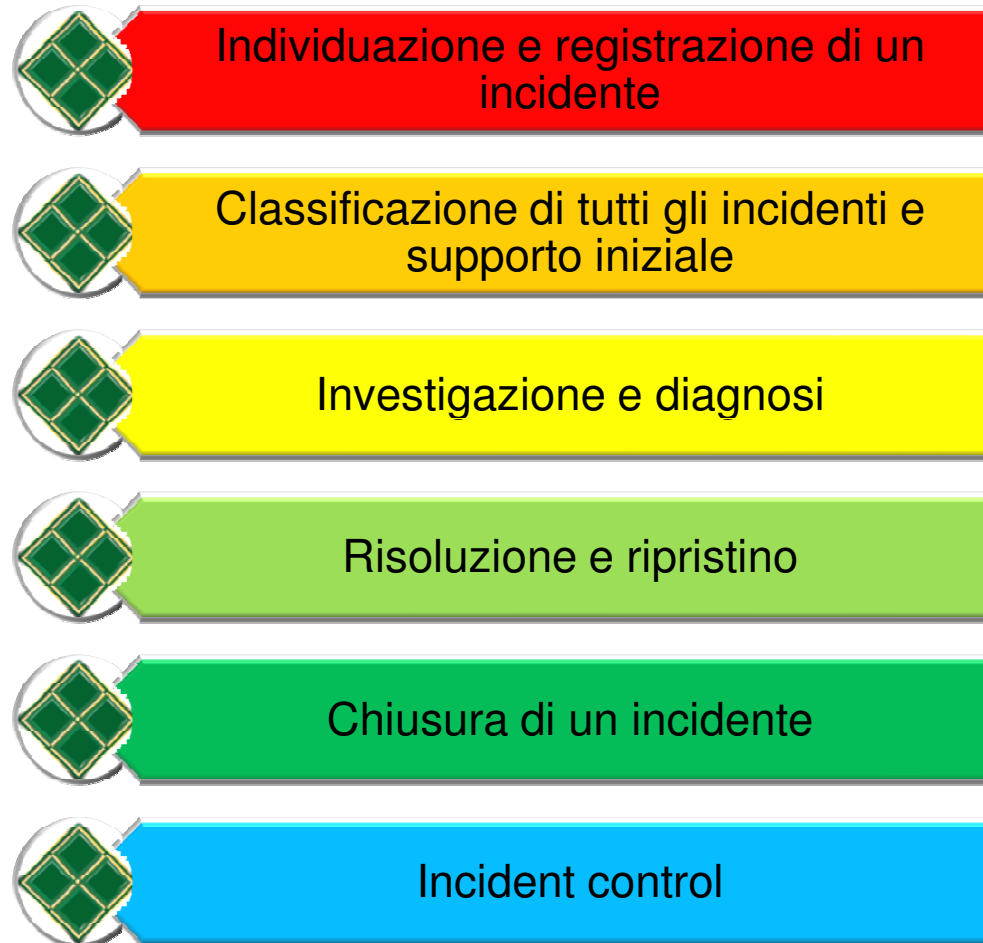 Individuazione e registrazione di un
incidente
Classificazione di tutti gli incidenti e
supporto iniziale
Investigazione e diagnosi
Risoluzione e ripristino
Chiusura di un incidente
Incident control